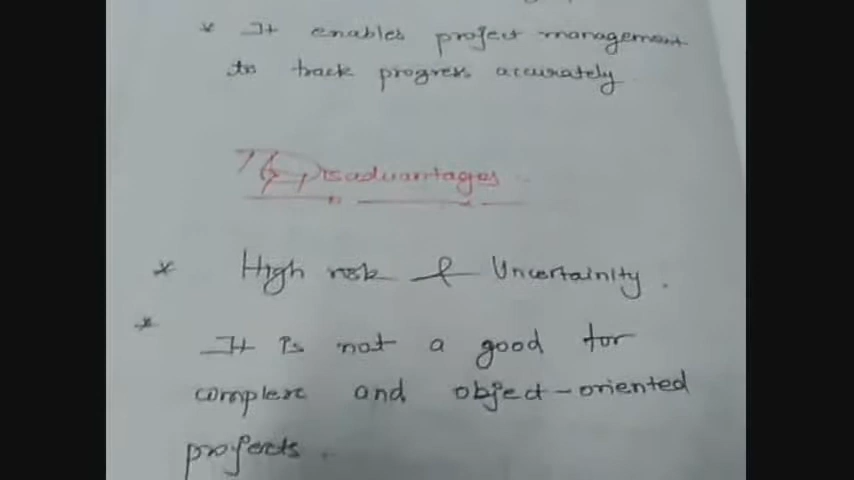 * It enables project management
to track progress accurately
Disadvantages
* High risk & Uncertainity.
*
It is not a good for
complex and object-oriented
projects.